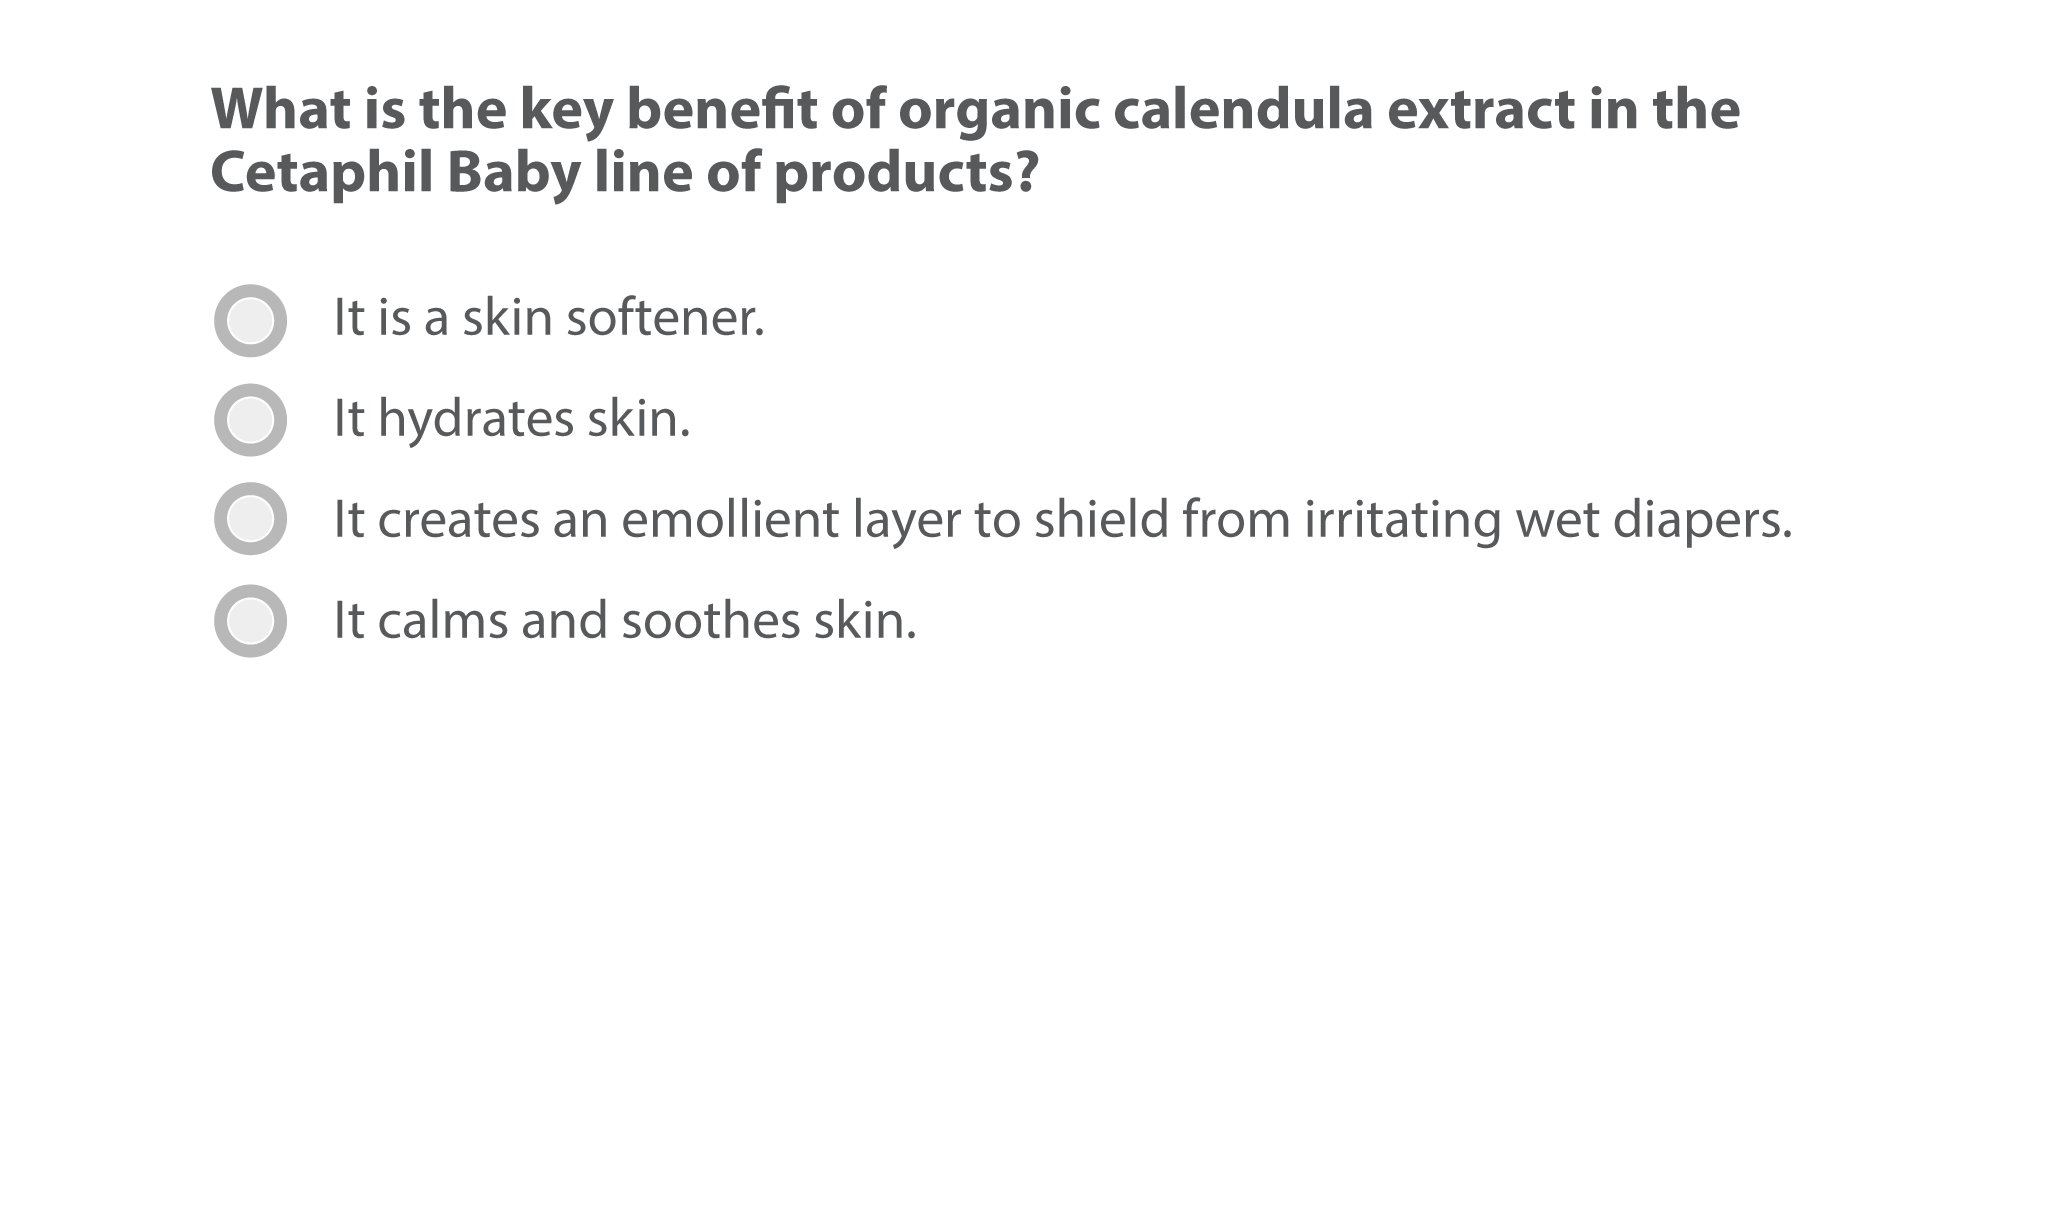 What is the key benefit of organic calendula extract in the
Cetaphil Baby line of products?
It is a skin softener.
It hydrates skin.
It creates an emollient layer to shield from irritating wet diapers.
It calms and soothes skin.